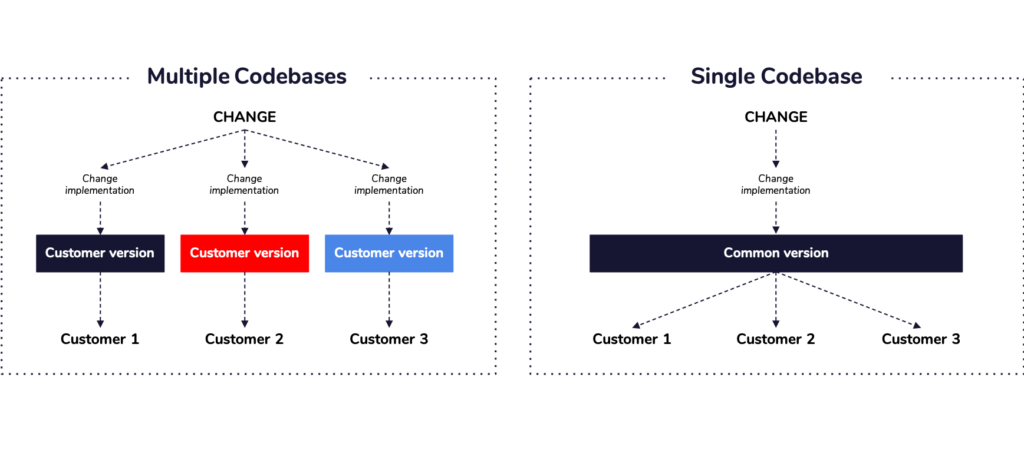 Multiple Codebases
CHANGE
Change
implementation
Change
implementation
Change
implementation
Customer version
Customer version
Customer version
Customer 1
Customer 2
Customer 3
Single Codebase
CHANGE
Change
implementation
Common version
Customer 1
Customer 2
Customer 3